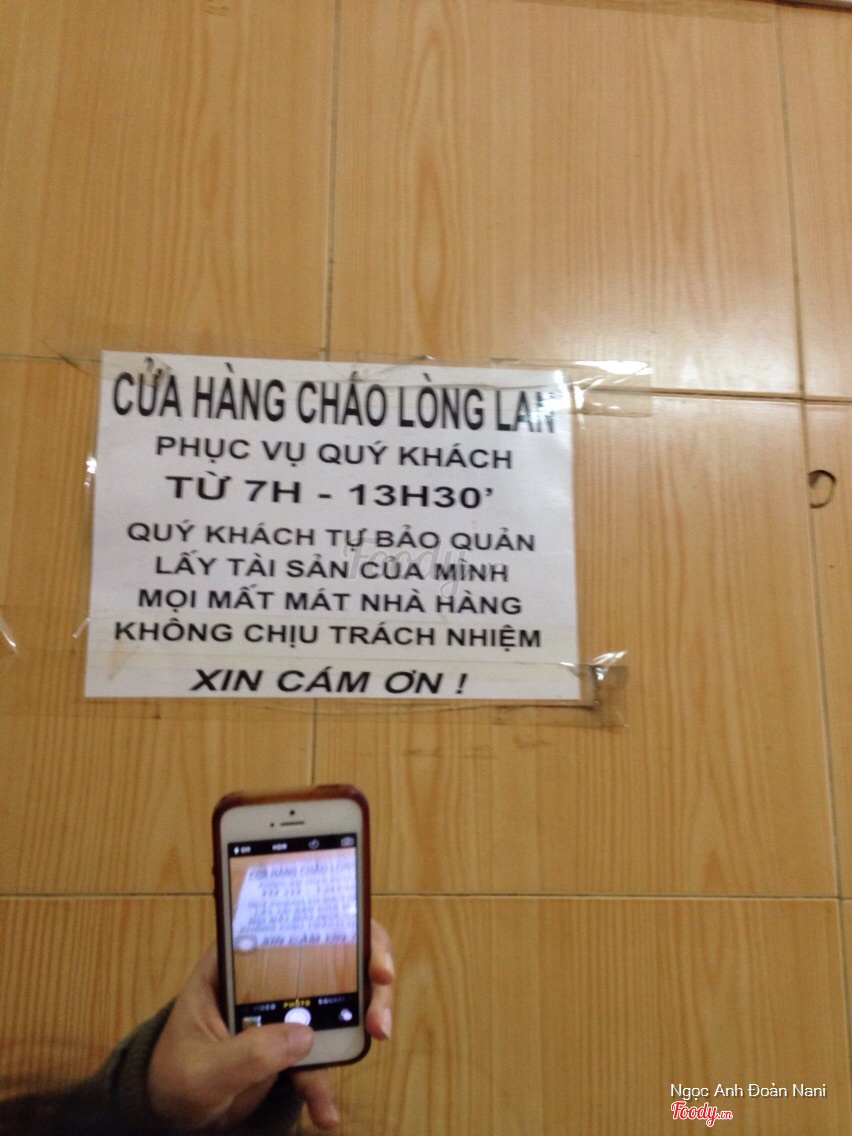 CỬA HÀNG CHÁO LÒNG LAN
PHỤC VỤ QUÝ KHÁCH
TỪ 7H - 13H30'
QUÝ KHÁCH TỰ BẢO QUẢN
LẤY TÀI SẢN CỦA MÌNH
MỌI MẤT MÁT NHÀ HÀNG
KHÔNG CHỊU TRÁCH NHIỆM
XIN CÁM ƠN !
Foody
PHOTO
Ngọc Anh Đoàn Nani
Foody.vn